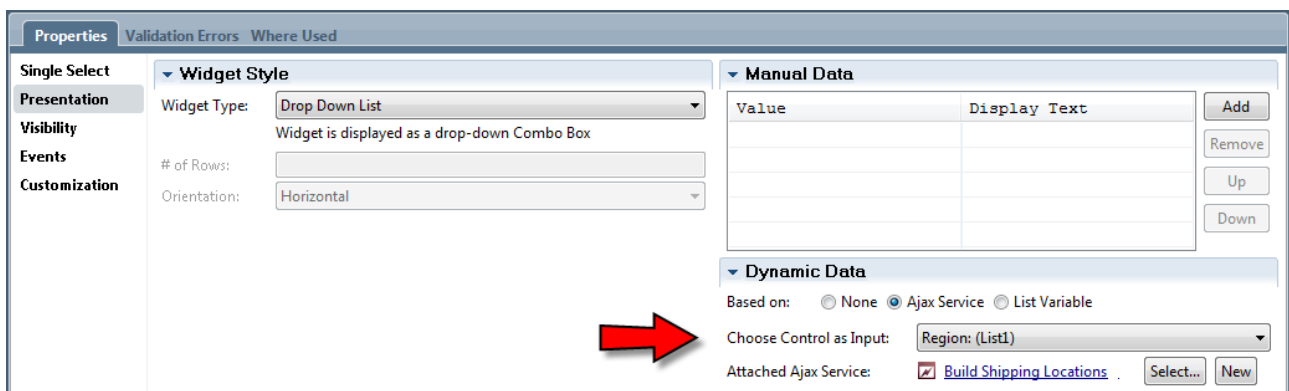 Properties Validation Errors Where Used
Single Select
Presentation
Visibility
Events
Customization
Widget Style
Widget Type: Drop Down List
Widget is displayed as a drop-down Combo Box
# of Rows:
Orientation: Horizontal
Manual Data
Value Display Text
Add
Remove
Up
Down
Dynamic Data
Based on: None Ajax Service List Variable
Choose Control as Input: Region: (List1)
Attached Ajax Service: Build Shipping Locations Select... New